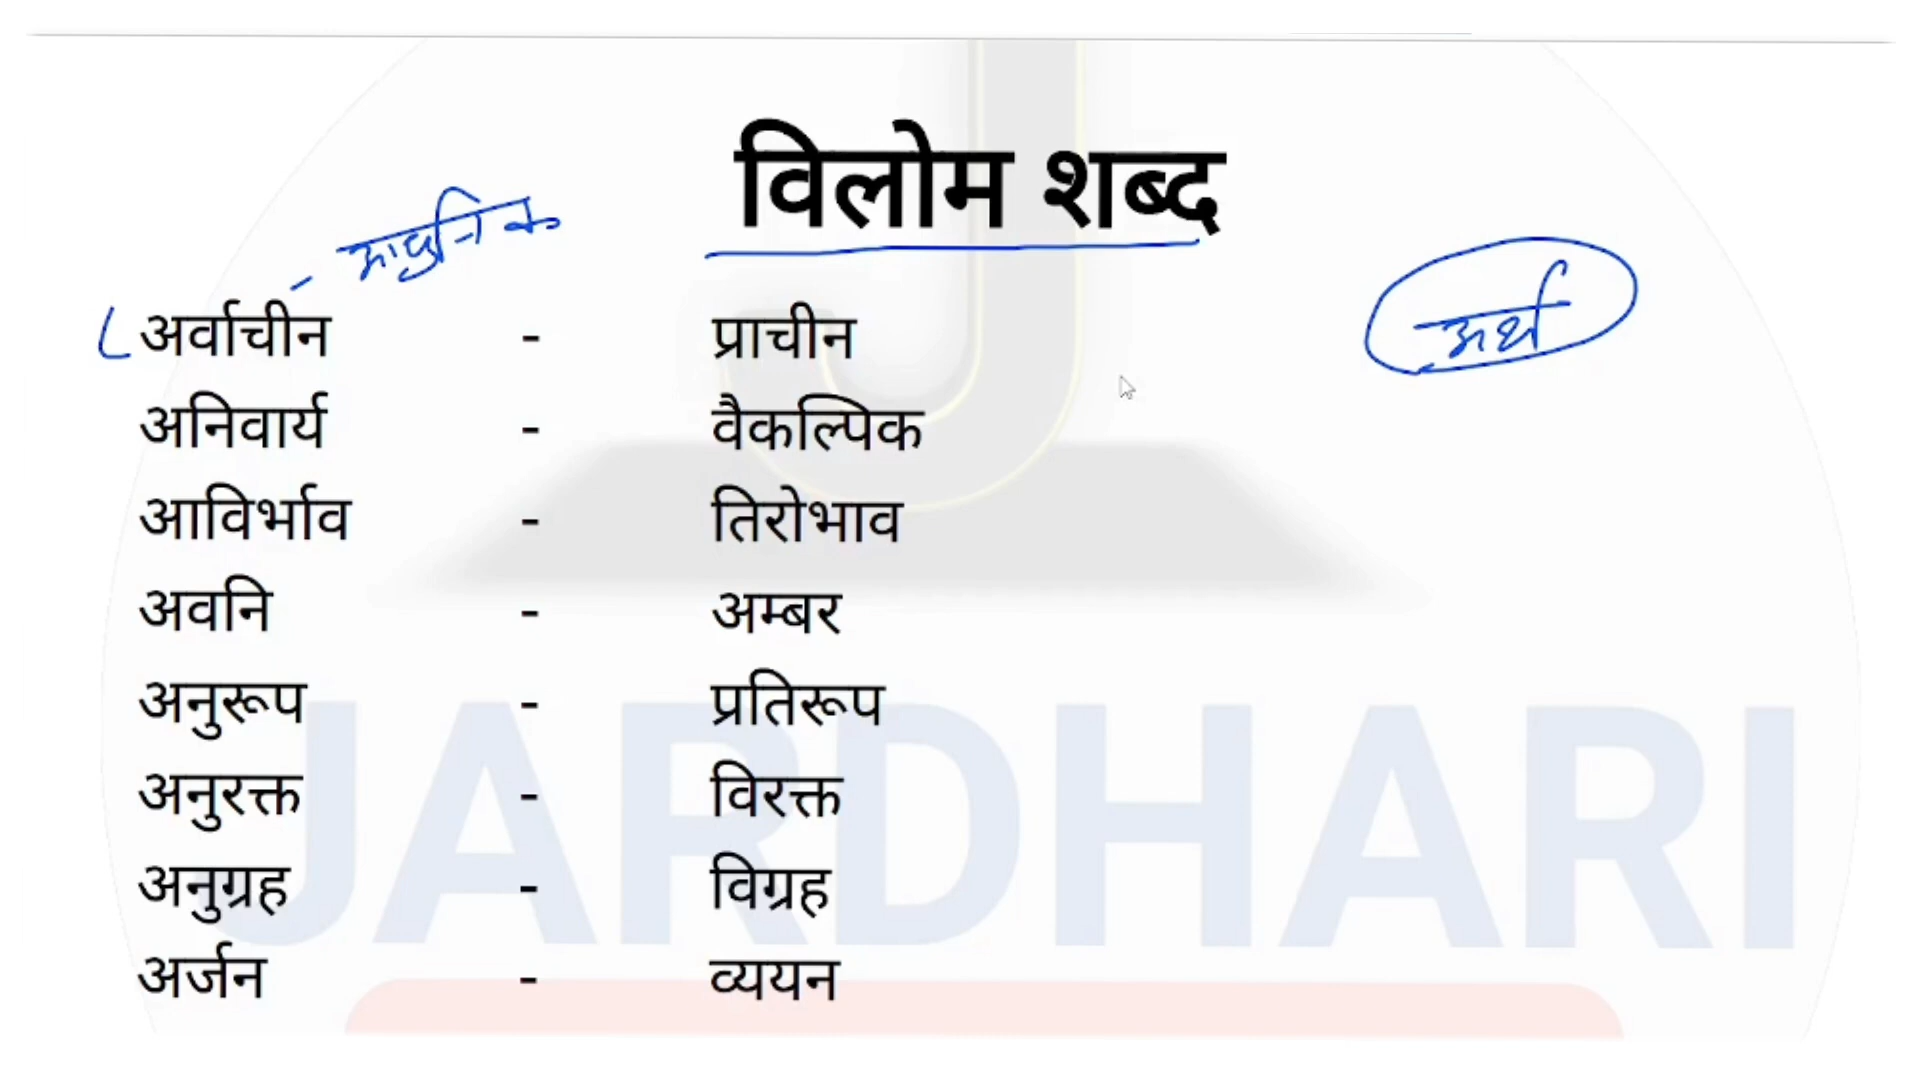 विलोम शब्द
- आधुनिक
अर्थ
अर्वाचीन - प्राचीन
अनिवार्य - वैकल्पिक
आविर्भाव - तिरोभाव
अवनि - अम्बर
अनुरूप - प्रतिरूप
अनुरक्त - विरक्त
अनुग्रह - विग्रह
अर्जन - व्ययन
JARDHARI